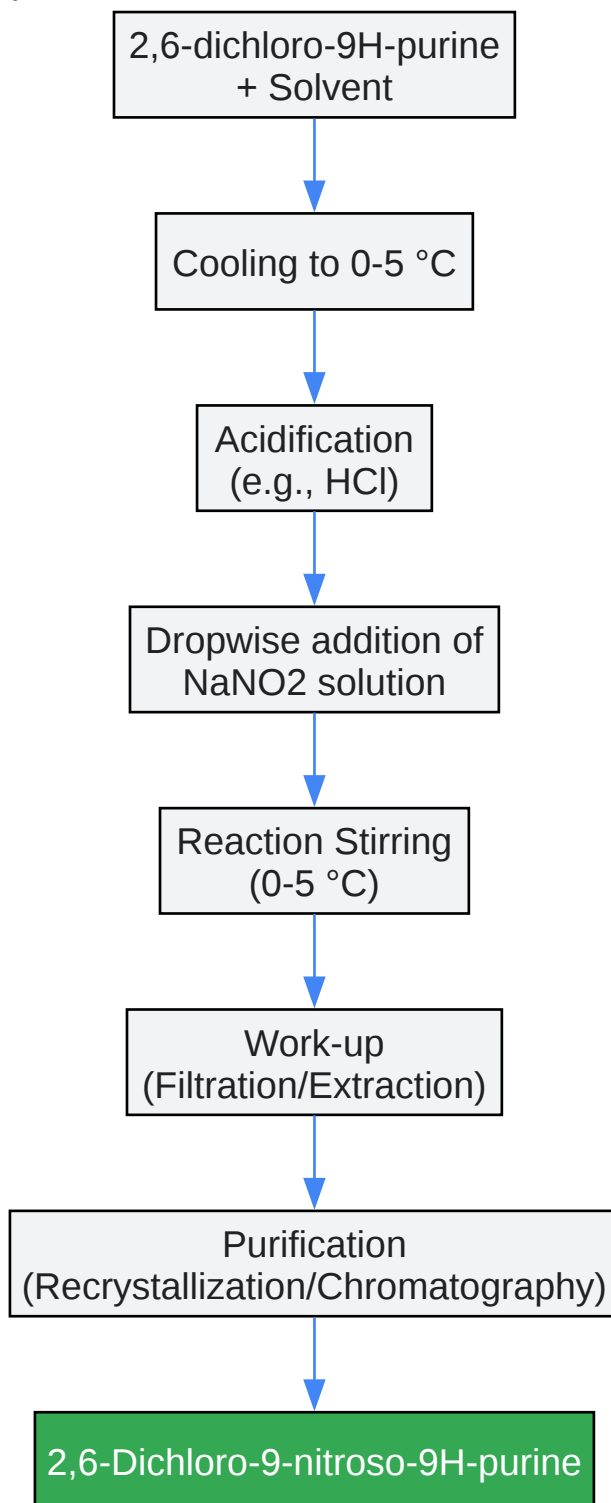 2,6-dichloro-9H-purine
+ Solvent
Cooling to 0-5 °C
Acidification
(e.g., HCl)
Dropwise addition of
NaNO2 solution
Reaction Stirring
(0-5 °C)
Work-up
(Filtration/Extraction)
Purification
(Recrystallization/Chromatography)
2,6-Dichloro-9-nitroso-9H-purine